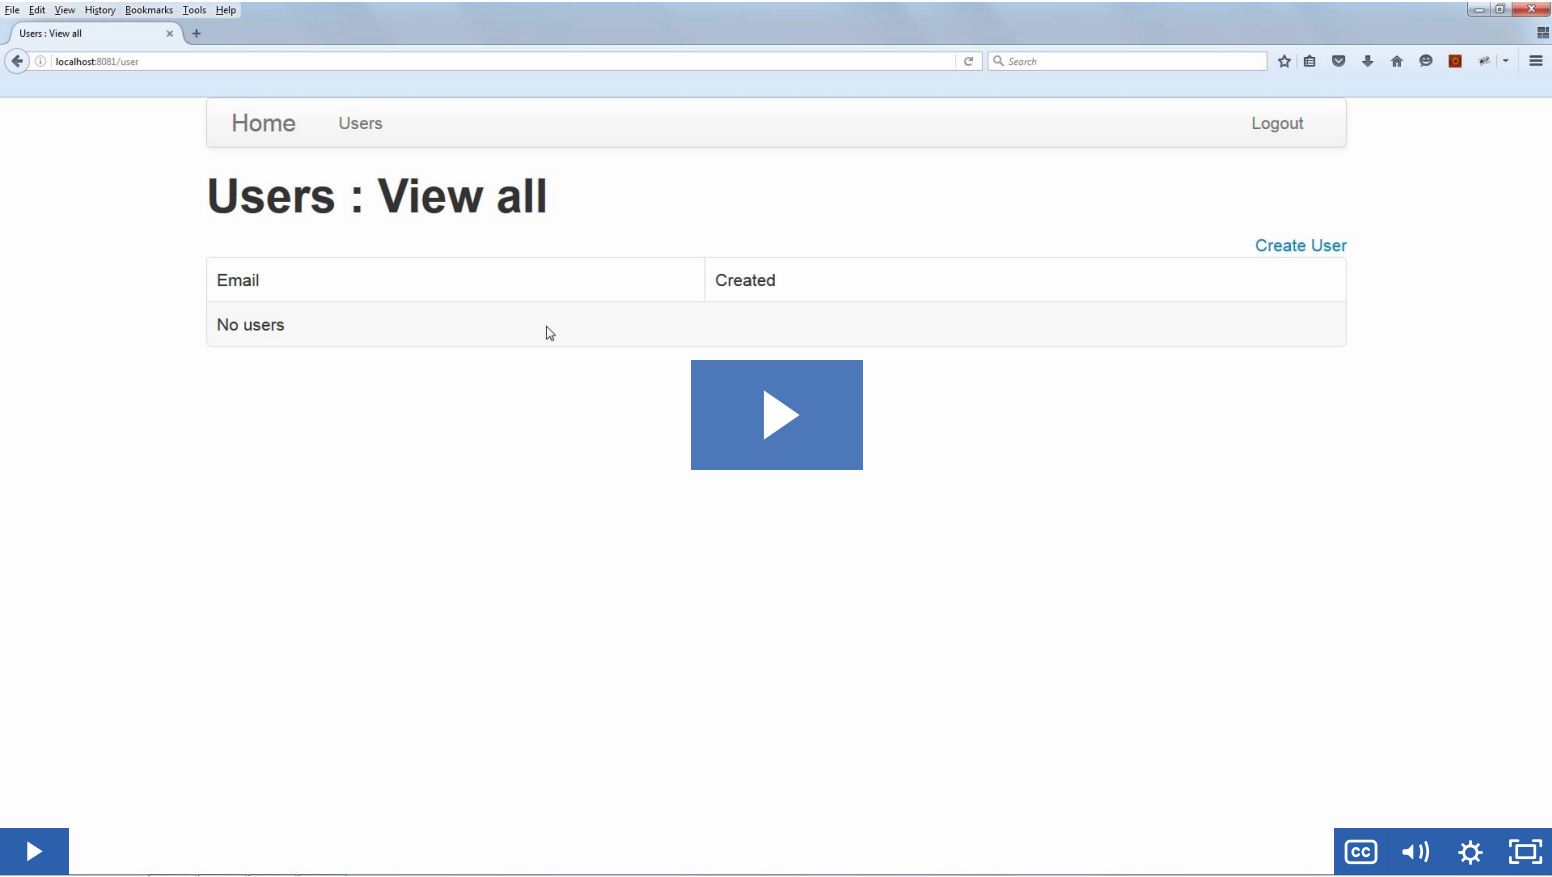 File Edit View History Bookmarks Tools Help
Users : View all
localhost:8081/user
Search
Home Users Logout
Users : View all
Create User
Email Created
No users
CC